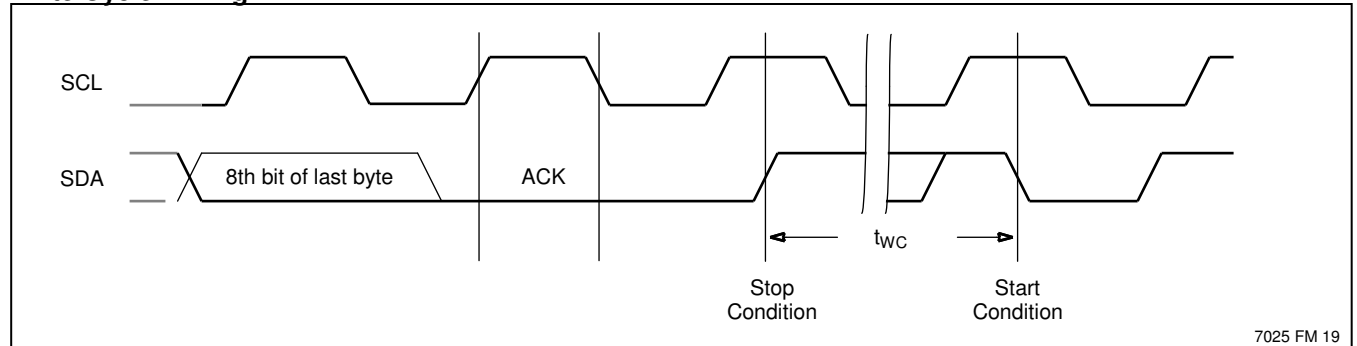 SCL
SDA
8th bit of last byte
ACK
tWC
Stop
Condition
Start
Condition
7025 FM 19